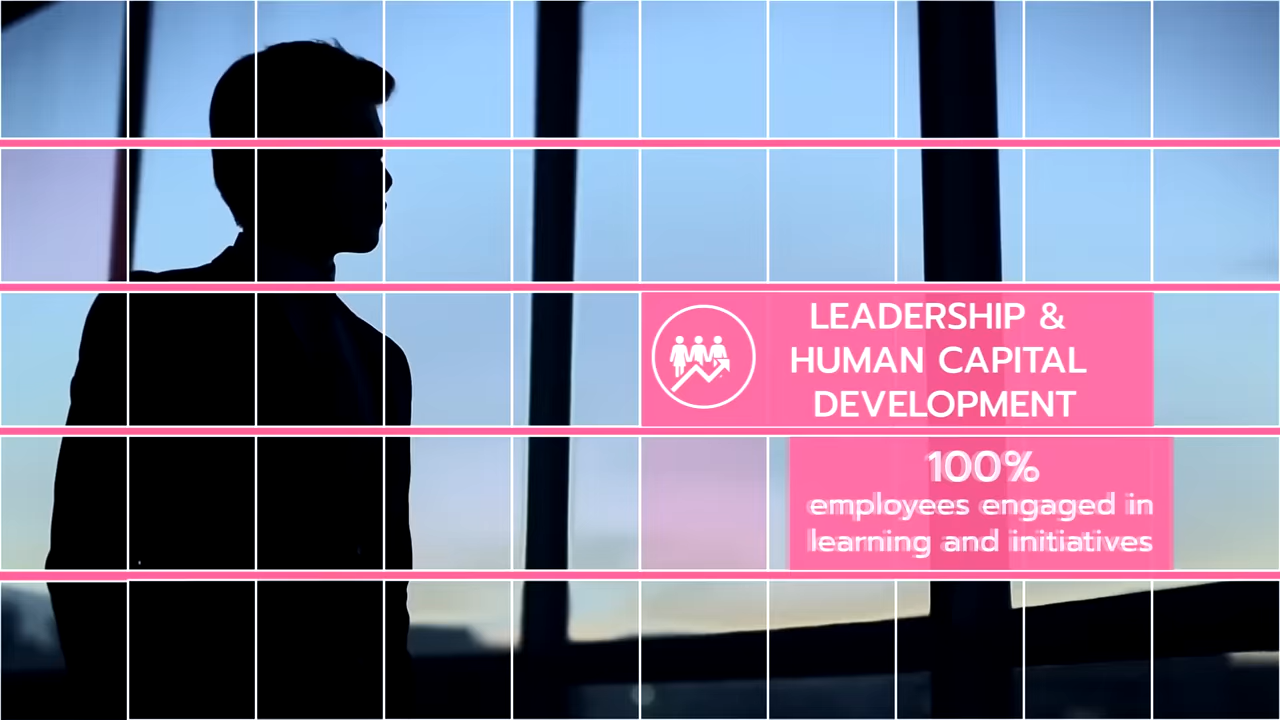 LEADERSHIP &
HUMAN CAPITAL
DEVELOPMENT
100%
employees engaged in
learning and initiatives